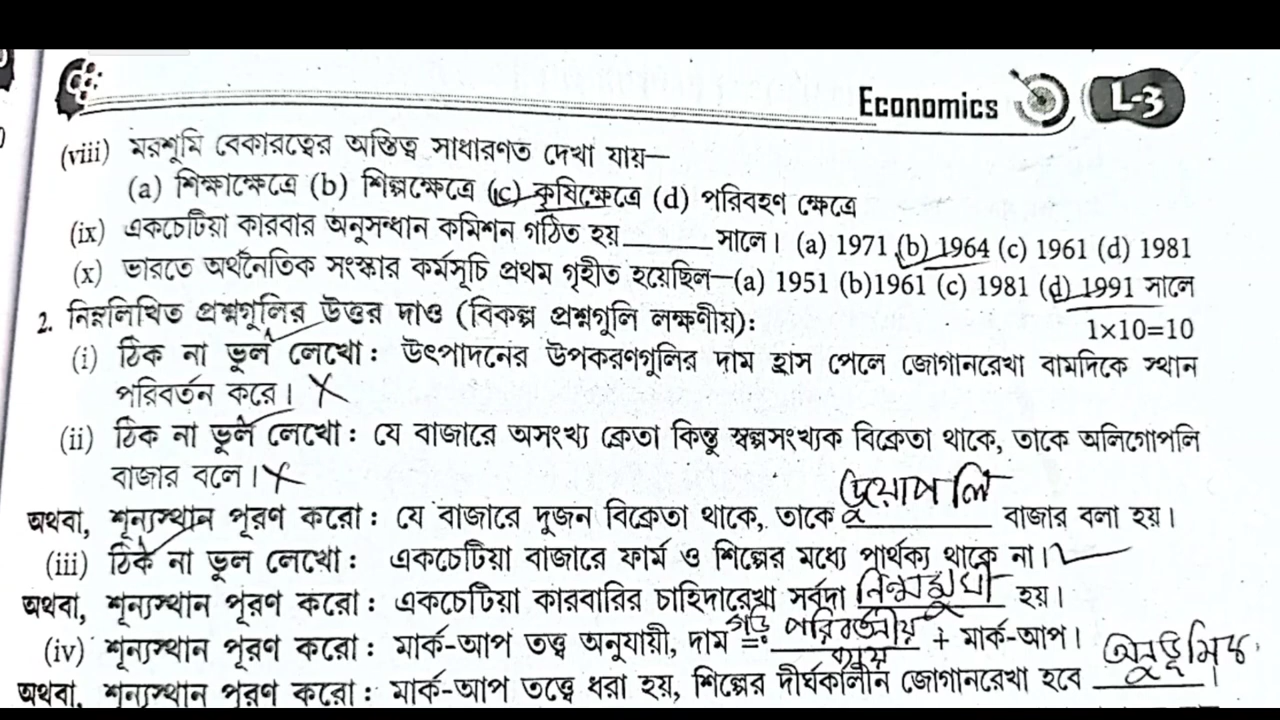 Economics L-3
(viii) মরশুমি বেকারত্বের অস্তিত্ব সাধারণত দেখা যায়—
(a) শিক্ষাক্ষেত্রে (b) শিল্পক্ষেত্রে (c) কৃষিক্ষেত্রে (d) পরিবহণ ক্ষেত্রে
(ix) একচেটিয়া কারবার অনুসন্ধান কমিশন গঠিত হয় ______ সালে। (a) 1971 (b) 1964 (c) 1961 (d) 1981
(x) ভারতে অর্থনৈতিক সংস্কার কর্মসূচি প্রথম গৃহীত হয়েছিল—(a) 1951 (b)1961 (c) 1981 (d) 1991 সালে
2. নিম্নলিখিত প্রশ্নগুলির উত্তর দাও (বিকল্প প্রশ্নগুলি লক্ষণীয়):
1×10=10
(i) ঠিক না ভুল লেখো: উৎপাদনের উপকরণগুলির দাম হ্রাস পেলে জোগানরেখা বামদিকে স্থান
পরিবর্তন করে। ✗
(ii) ঠিক না ভুল লেখো: যে বাজারে অসংখ্য ক্রেতা কিন্তু স্বল্পসংখ্যক বিক্রেতা থাকে, তাকে অলিগোপলি
বাজার বলে। ✗
অথবা, শূন্যস্থান পূরণ করো: যে বাজারে দুজন বিক্রেতা থাকে, তাকে ডুয়োপলি বাজার বলা হয়।
(iii) ঠিক না ভুল লেখো: একচেটিয়া বাজারে ফার্ম ও শিল্পের মধ্যে পার্থক্য থাকে না। ✓
অথবা, শূন্যস্থান পূরণ করো: একচেটিয়া কারবারির চাহিদারেখা সর্বদা নিম্নমুখী হয়।
(iv) শূন্যস্থান পূরণ করো: মার্ক-আপ তত্ত্ব অনুযায়ী, দাম = গড় পরিবর্তনীয় ব্যয় + মার্ক-আপ।
অথবা, শূন্যস্থান পূরণ করো: মার্ক-আপ তত্ত্বে ধরা হয়, শিল্পের দীর্ঘকালীন জোগানরেখা হবে অনুভূমিক।